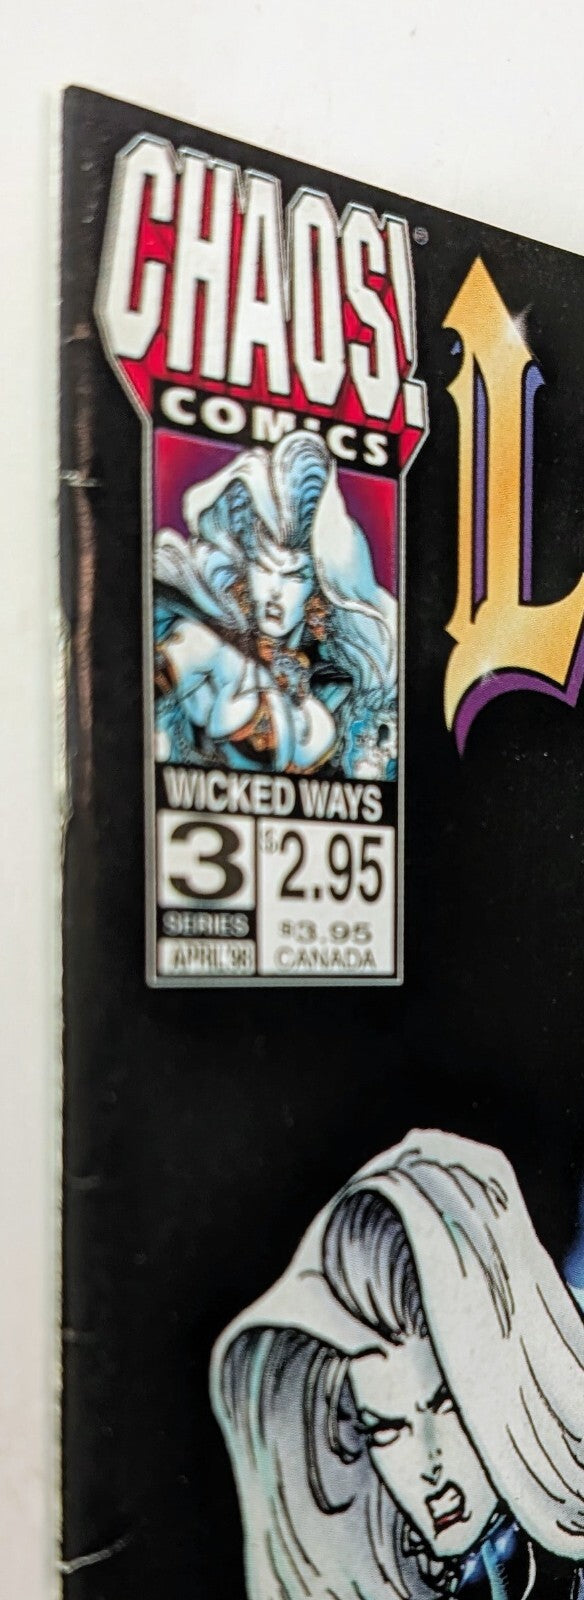 CHAOS!®
COMICS
L
WICKED WAYS
3
$2.95
SERIES
$3.95
APRIL 98
CANADA